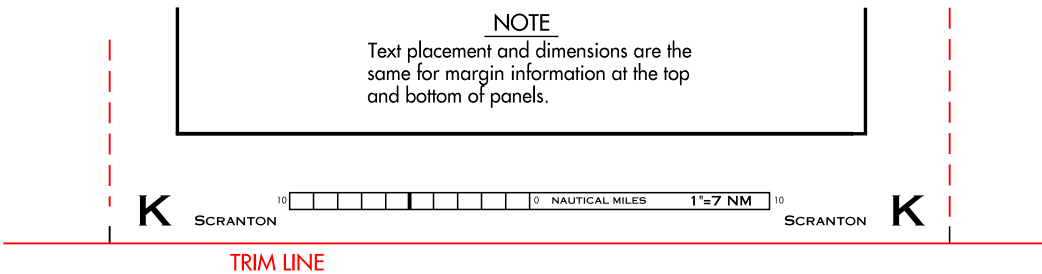 NOTE
Text placement and dimensions are the
same for margin information at the top
and bottom of panels.
K SCRANTON 10 0 NAUTICAL MILES 1"=7 NM 10 SCRANTON K
TRIM LINE